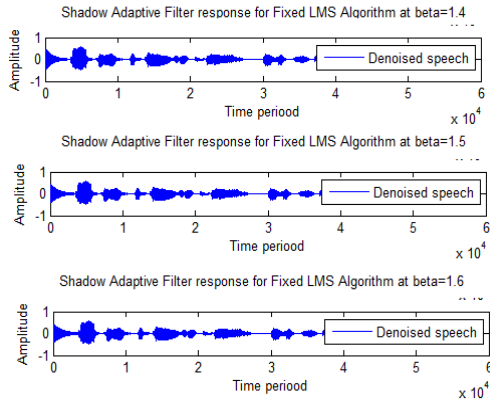 Shadow Adaptive Filter response for Fixed LMS Algorithm at beta=1.4
Amplitude
1
0
-1
Denoised speech
0 1 2 3 4 5 6
Time periood
x 10^4
Shadow Adaptive Filter response for Fixed LMS Algorithm at beta=1.5
Amplitude
1
0
-1
Denoised speech
0 1 2 3 4 5 6
Time periood
x 10^4
Shadow Adaptive Filter response for Fixed LMS Algorithm at beta=1.6
Amplitude
1
0
-1
Denoised speech
0 1 2 3 4 5 6
Time periood
x 10^4